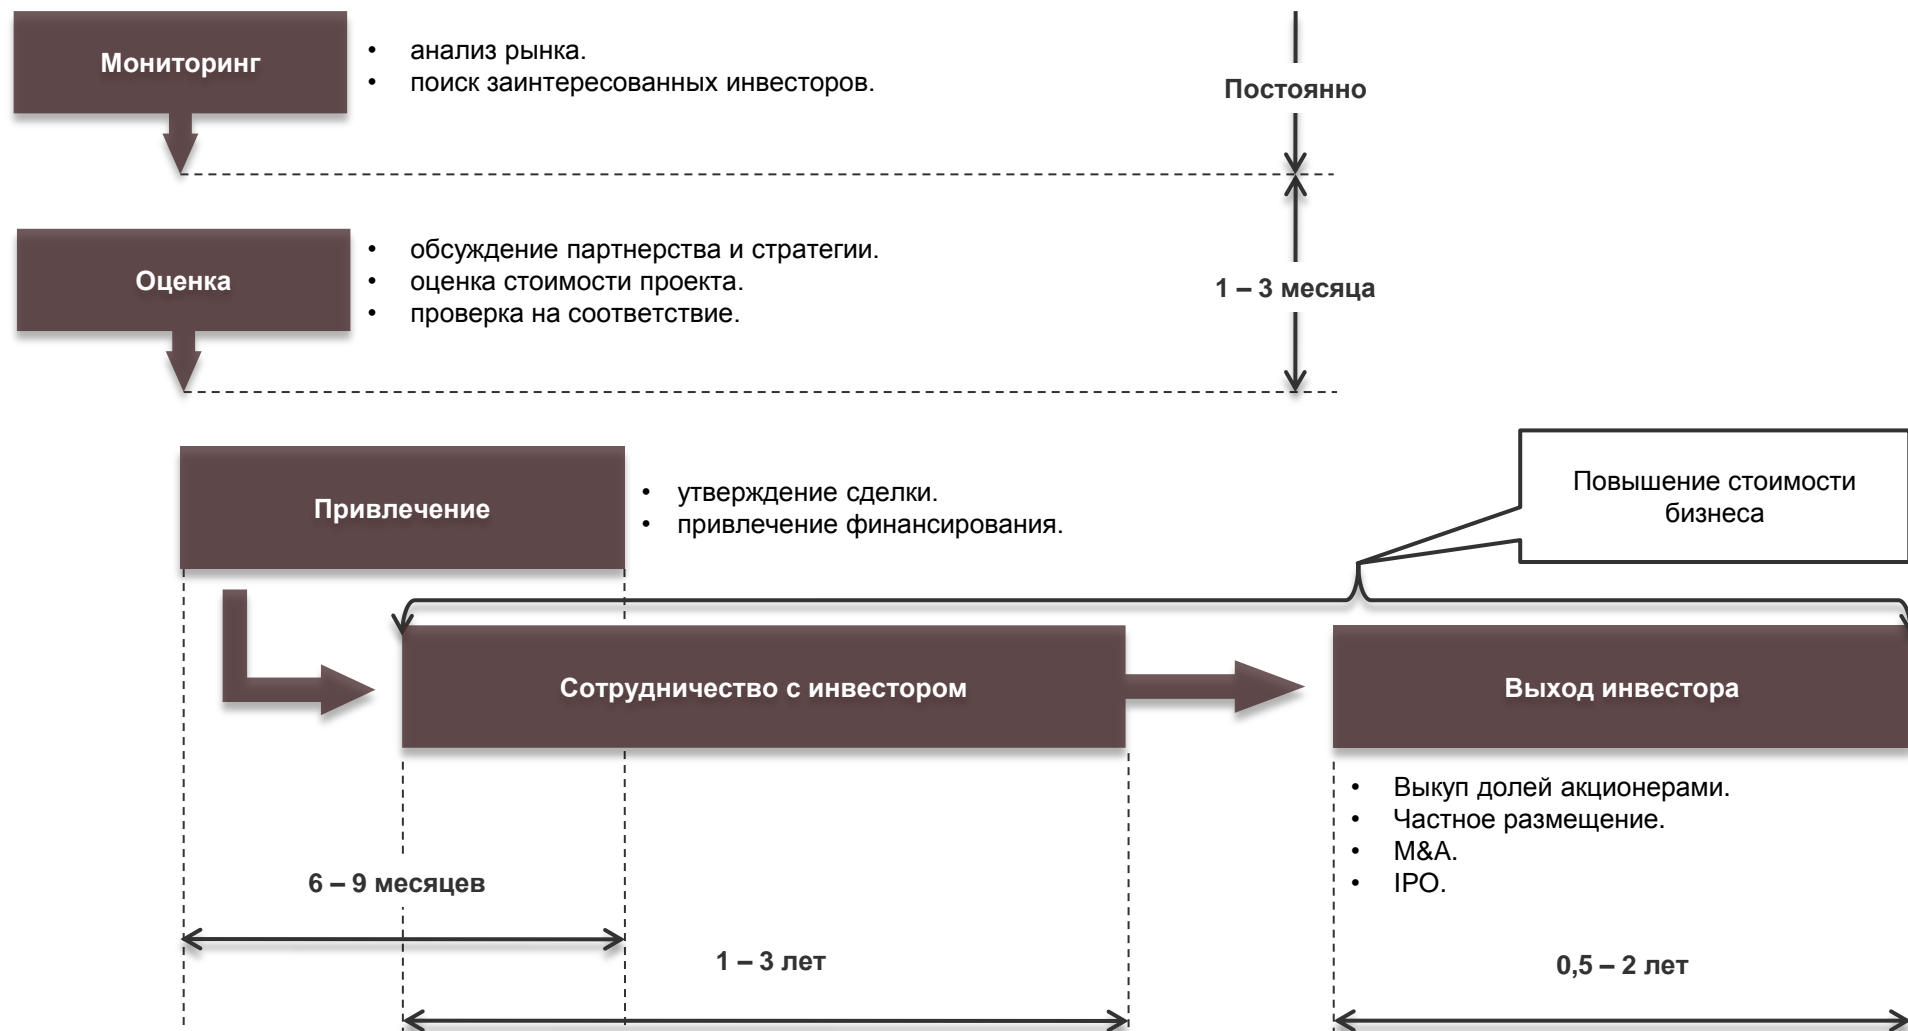 Мониторинг
• анализ рынка.
• поиск заинтересованных инвесторов.
Постоянно
Оценка
• обсуждение партнерства и стратегии.
• оценка стоимости проекта.
• проверка на соответствие.
1 – 3 месяца
Привлечение
• утверждение сделки.
• привлечение финансирования.
Повышение стоимости
бизнеса
Сотрудничество с инвестором
Выход инвестора
• Выкуп долей акционерами.
• Частное размещение.
• M&A.
• IPO.
6 – 9 месяцев
1 – 3 лет
0,5 – 2 лет